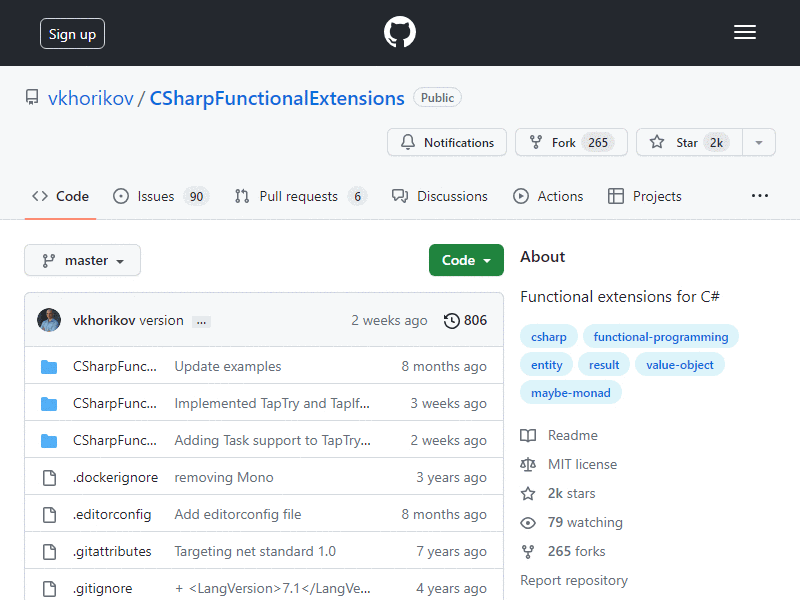 Sign up
vkhorikov / CSharpFunctionalExtensions Public
Notifications Fork 265 Star 2k
Code Issues 90 Pull requests 6 Discussions Actions Projects ...
master Code
About
Functional extensions for C#
csharp functional-programming
entity result value-object
maybe-monad
Readme
MIT license
2k stars
79 watching
265 forks
Report repository
vkhorikov version ... 2 weeks ago 806
CSharpFunc... Update examples 8 months ago
CSharpFunc... Implemented TapTry and TapIf... 3 weeks ago
CSharpFunc... Adding Task support to TapTry... 2 weeks ago
.dockerignore removing Mono 3 years ago
.editorconfig Add editorconfig file 8 months ago
.gitattributes Targeting net standard 1.0 7 years ago
.gitignore + <LangVersion>7.1</LangVe... 4 years ago